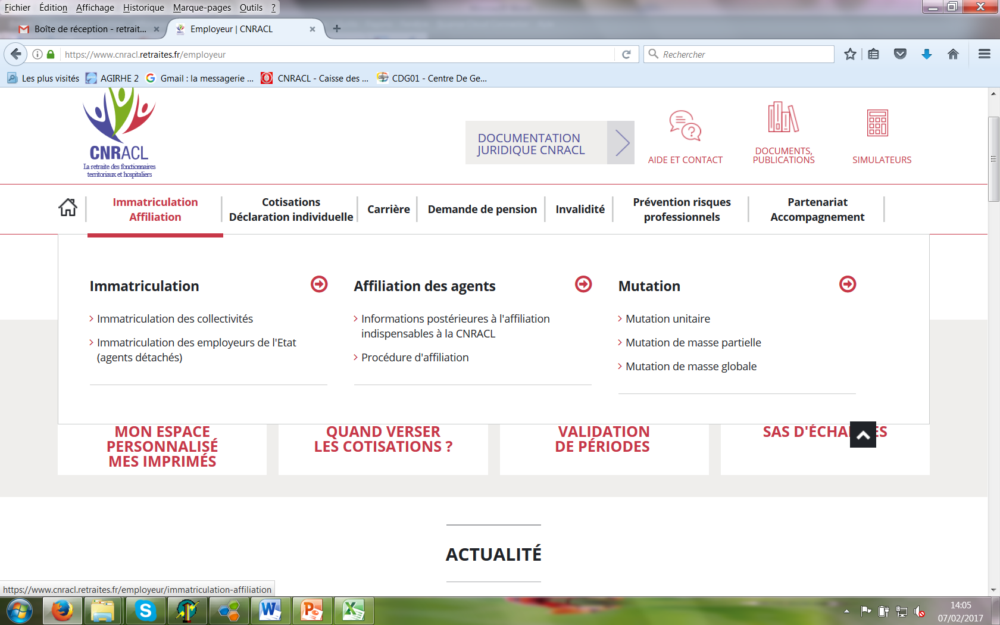 Fichier Édition Affichage Historique Marque-pages Outils ?
Boîte de réception - retrait... Employeur | CNRACL
https://www.cnracl.retraites.fr/employeur Rechercher
Les plus visités AGIRHE 2 Gmail : la messagerie ... CNRACL - Caisse des ... CDG01 - Centre De Ge...
CNRACL
La retraite des fonctionnaires
territoriaux et hospitaliers
DOCUMENTATION
JURIDIQUE CNRACL
AIDE ET CONTACT
DOCUMENTS,
PUBLICATIONS
SIMULATEURS
Immatriculation
Affiliation
Cotisations
Déclaration individuelle
Carrière
Demande de pension
Invalidité
Prévention risques
professionnels
Partenariat
Accompagnement
Immatriculation
Immatriculation des collectivités
Immatriculation des employeurs de l'Etat
(agents détachés)
Affiliation des agents
Informations postérieures à l'affiliation
indispensables à la CNRACL
Procédure d'affiliation
Mutation
Mutation unitaire
Mutation de masse partielle
Mutation de masse globale
MON ESPACE
PERSONNALISÉ
MES IMPRIMÉS
QUAND VERSER
LES COTISATIONS ?
VALIDATION
DE PÉRIODES
SAS D'ÉCHA ES
ACTUALITÉ
https://www.cnracl.retraites.fr/employeur/immatriculation-affiliation
14:05
07/02/2017